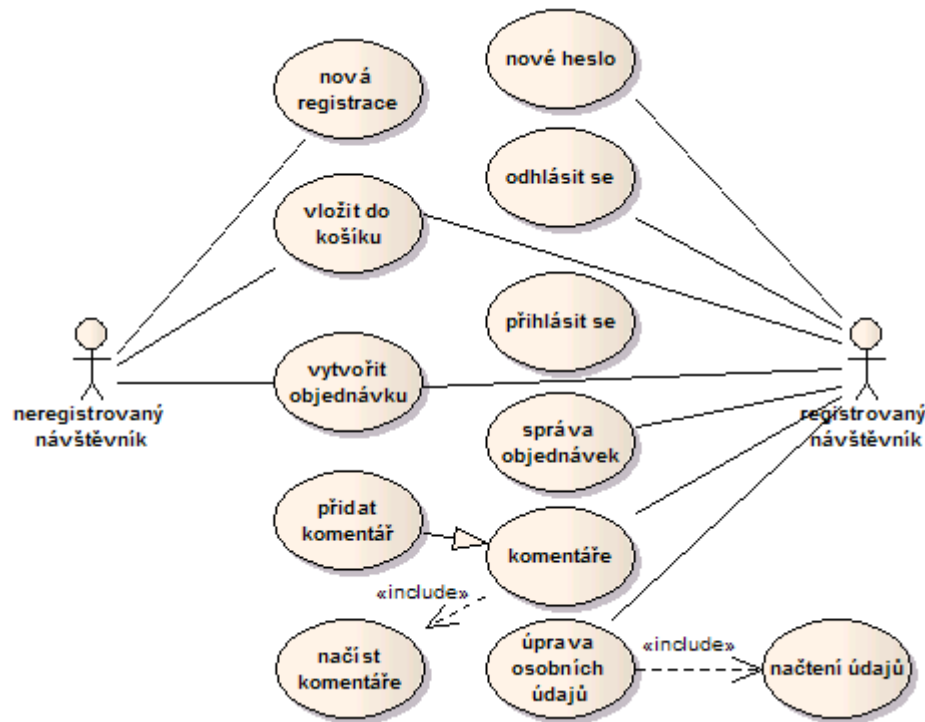 nové heslo
nová
registrace
odhlásit se
vložit do
košíku
přihlásit se
vytvořit
objednávku
neregistrovaný
návštěvník
registrovaný
návštěvník
správa
objednávek
přidat
komentář
komentáře
«include»
načíst
komentáře
úprava
osobních
údajů
«include»
načtení údajů